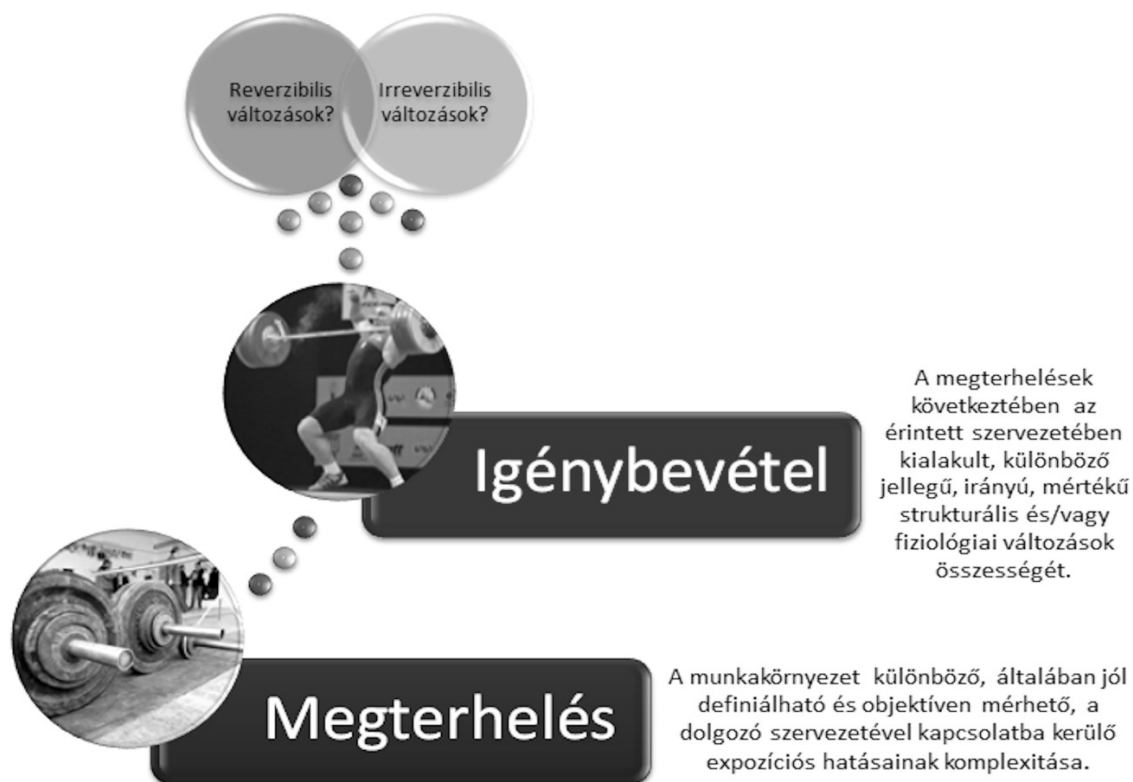 Reverzibilis
változások?
Irreverzibilis
változások?
Igénybevétel
A megterhelések
következtében az
érintett szervezetében
kialakult, különböző
jellegű, irányú, mértékű
strukturális és/vagy
fiziológiai változások
összességét.
Megterhelés
A munkakörnyezet különböző, általában jól
definiálható és objektíven mérhető, a
dolgozó szervezetével kapcsolatba kerülő
expozíciós hatásainak komplexitása.